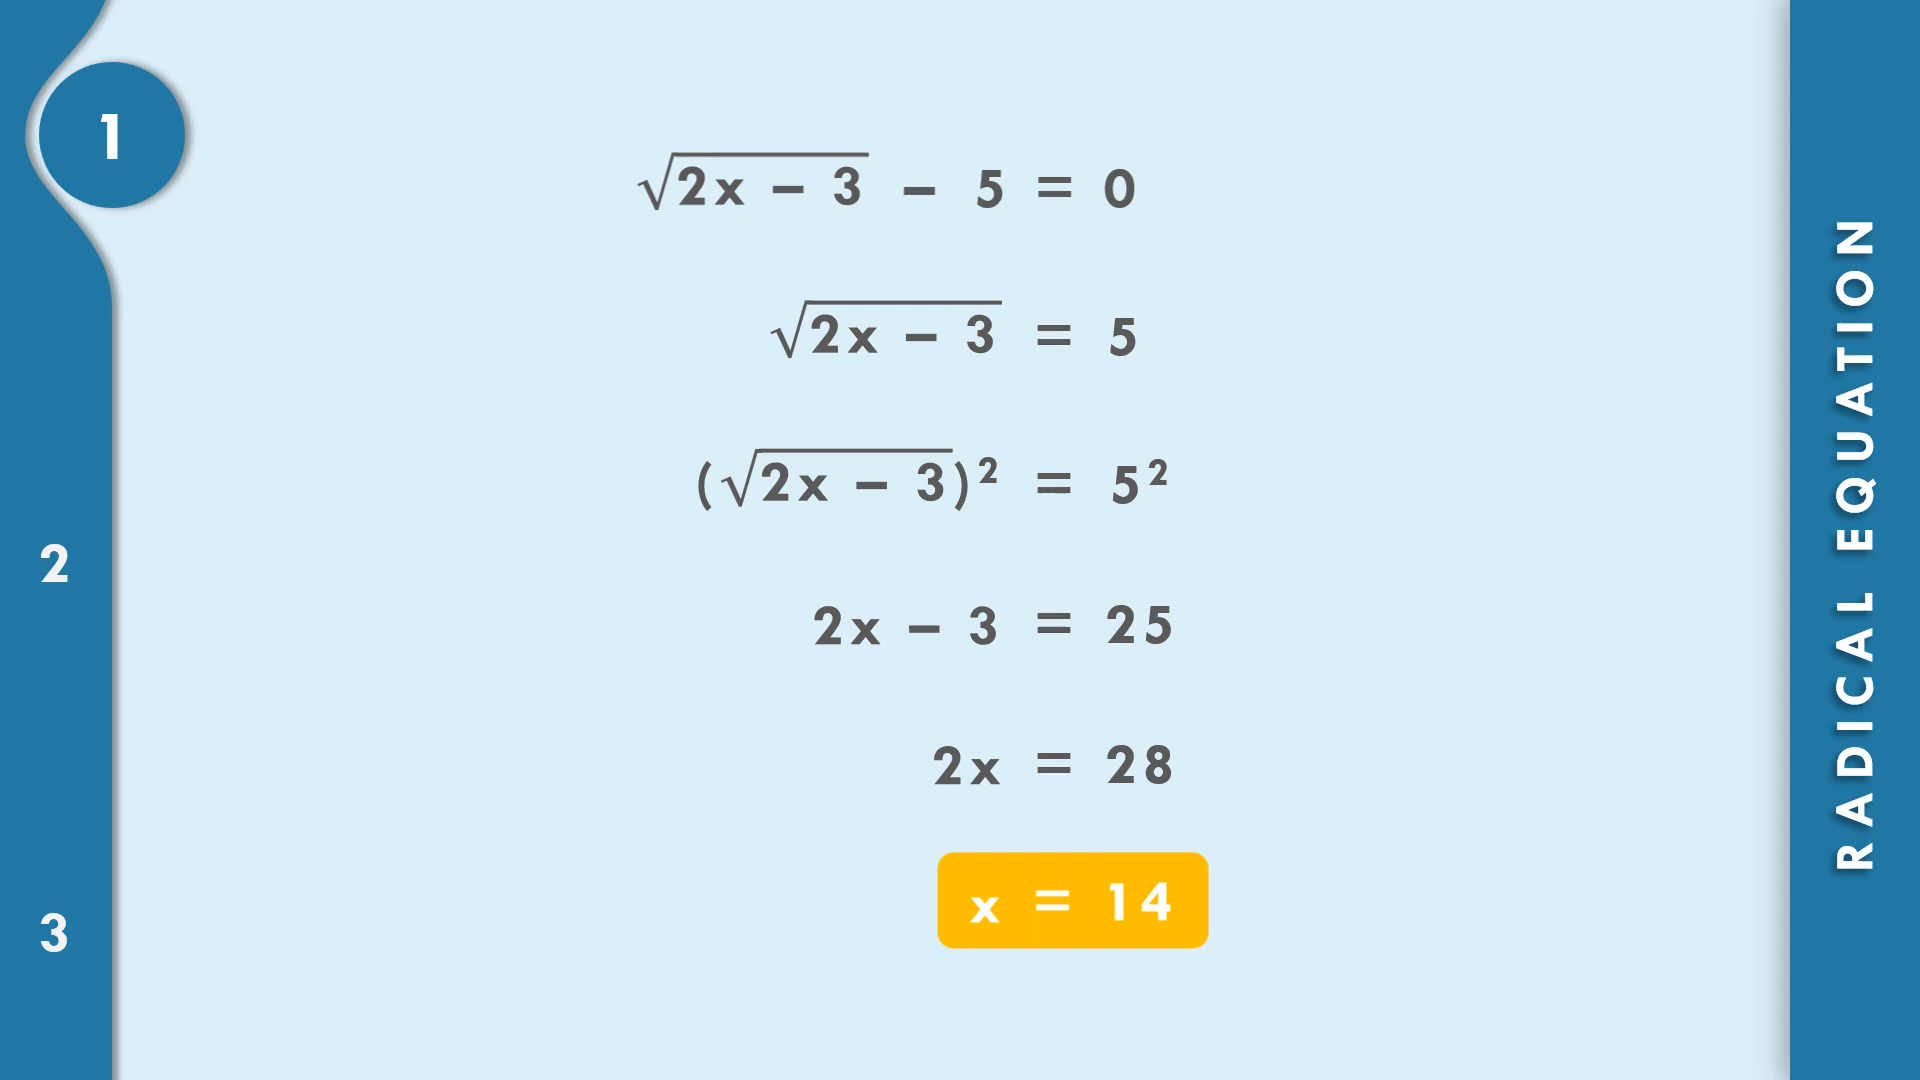 1
√2x – 3 – 5 = 0
√2x – 3 = 5
(√2x – 3)² = 5²
2x – 3 = 25
2x = 28
x = 14
2
3
RADICAL EQUATION